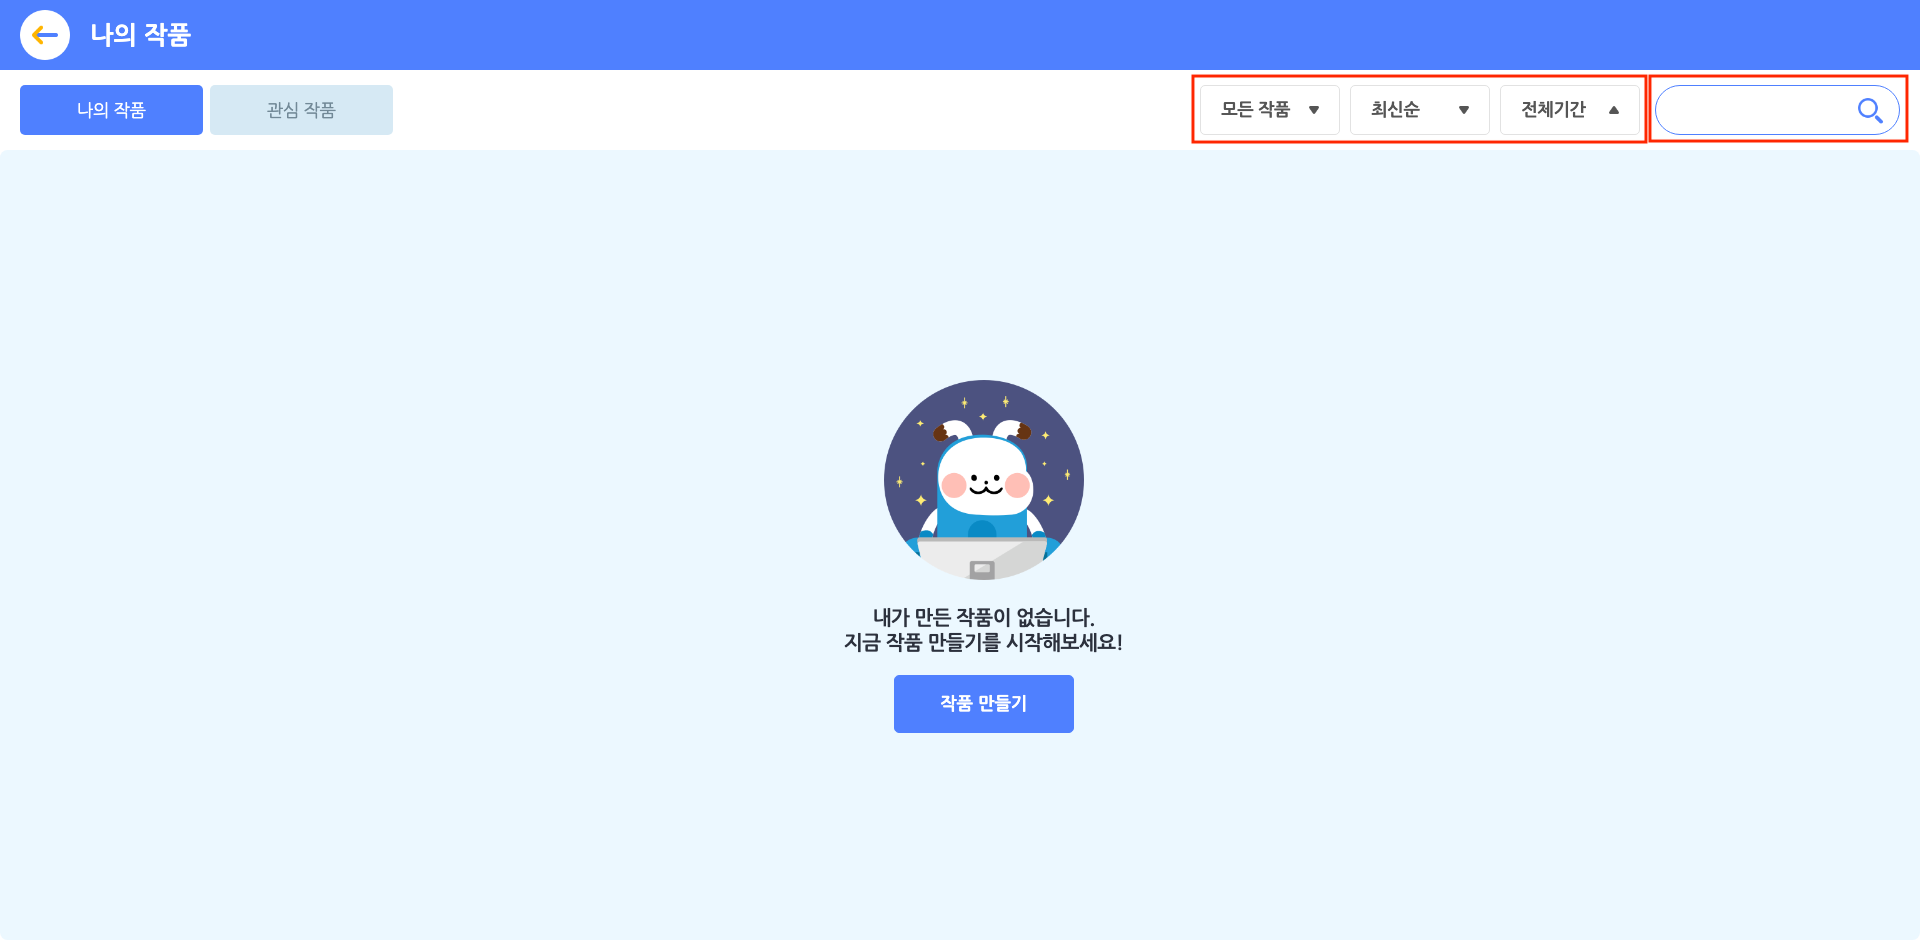 나의 작품
나의 작품
관심 작품
모든 작품
최신순
전체기간
내가 만든 작품이 없습니다.
지금 작품 만들기를 시작해보세요!
작품 만들기